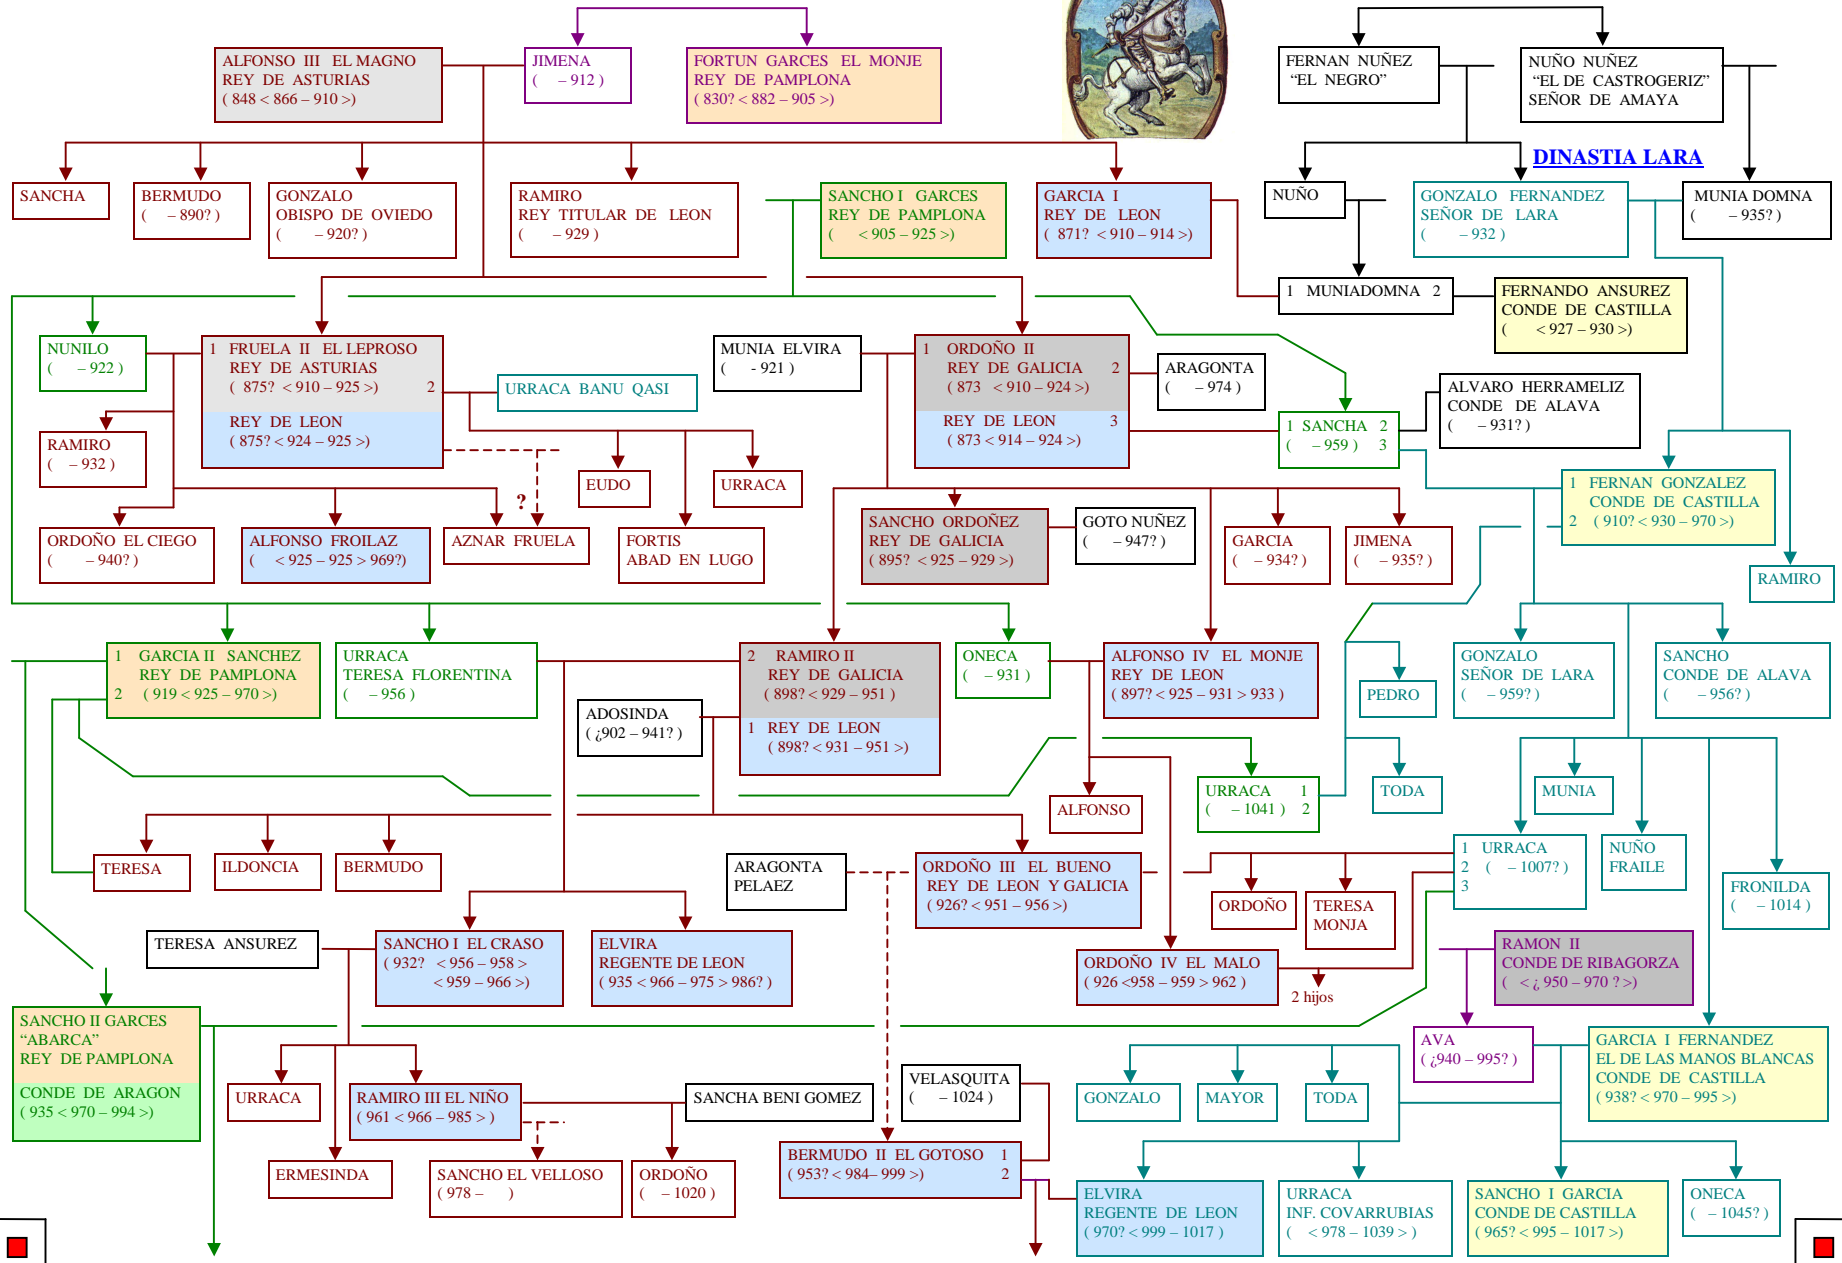 ALFONSO III EL MAGNO
REY DE ASTURIAS
( 848 < 866 – 910 >)
JIMENA
( – 912)
FORTUN GARCES EL MONJE
REY DE PAMPLONA
( 830? < 882 – 905 >)
FERNAN NUÑEZ
“EL NEGRO”
NUÑO NUÑEZ
“EL DE CASTROGERIZ”
SEÑOR DE AMAYA
DINASTIA LARA
SANCHA
BERMUDO
( – 890? )
GONZALO
OBISPO DE OVIEDO
( – 920? )
RAMIRO
REY TITULAR DE LEON
( – 929 )
SANCHO I GARCES
REY DE PAMPLONA
( < 905 – 925 >)
GARCIA I
REY DE LEON
( 871? < 910 – 914 >)
NUÑO
GONZALO FERNANDEZ
SEÑOR DE LARA
( – 932 )
MUNIA DOMNA
( – 935? )
1 MUNIADOMNA 2
FERNANDO ANSUREZ
CONDE DE CASTILLA
( < 927 – 930 >)
NUNILO
( – 922 )
1 FRUELA II EL LEPROSO
REY DE ASTURIAS
( 875? < 910 – 925 >) 2
REY DE LEON
( 875? < 924 – 925 >)
URRACA BANU QASI
MUNIA ELVIRA
( - 921 )
1 ORDOÑO II
REY DE GALICIA 2
( 873 < 910 – 924 >)
REY DE LEON 3
( 873 < 914 – 924 >)
ARAGONTA
( – 974 )
1 SANCHA 2
( – 959 ) 3
ALVARO HERRAMELIZ
CONDE DE ALAVA
( – 931? )
RAMIRO
( – 932 )
EUDO
URRACA
1 FERNAN GONZALEZ
CONDE DE CASTILLA
2 ( 910? < 930 – 970 >)
?
ORDOÑO EL CIEGO
( – 940? )
ALFONSO FROILAZ
( < 925 – 925 > 969?)
AZNAR FRUELA
FORTIS
ABAD EN LUGO
SANCHO ORDOÑEZ
REY DE GALICIA
( 895? < 925 – 929 >)
GOTO NUÑEZ
( – 947? )
GARCIA
( – 934? )
JIMENA
( – 935? )
RAMIRO
1 GARCIA II SANCHEZ
REY DE PAMPLONA
2 ( 919 < 925 – 970 >)
URRACA
TERESA FLORENTINA
( – 956 )
2 RAMIRO II
REY DE GALICIA
( 898? < 929 – 951 )
1 REY DE LEON
( 898? < 931 – 951 >)
ONECA
( – 931 )
ALFONSO IV EL MONJE
REY DE LEON
( 897? < 925 – 931 > 933 )
PEDRO
GONZALO
SEÑOR DE LARA
( – 959? )
SANCHO
CONDE DE ALAVA
( – 956? )
ADOSINDA
( ¿902 – 941? )
ALFONSO
URRACA 1
( – 1041 ) 2
TODA
MUNIA
TERESA
ILDONCIA
BERMUDO
ARAGONTA
PELAEZ
ORDOÑO III EL BUENO
REY DE LEON Y GALICIA
( 926? < 951 – 956 >)
ORDOÑO
TERESA
MONJA
1 URRACA
2 ( – 1007? )
3
NUÑO
FRAILE
FRONILDA
( – 1014 )
TERESA ANSUREZ
SANCHO I EL CRASO
( 932? < 956 – 958 >
< 959 – 966 >)
ELVIRA
REGENTE DE LEON
( 935 < 966 – 975 > 986? )
ORDOÑO IV EL MALO
( 926 <958 – 959 > 962 )
2 hijos
RAMON II
CONDE DE RIBAGORZA
( < ¿ 950 – 970 ? >)
SANCHO II GARCES
“ABARCA”
REY DE PAMPLONA
CONDE DE ARAGON
( 935 < 970 – 994 >)
AVA
( ¿940 – 995? )
GARCIA I FERNANDEZ
EL DE LAS MANOS BLANCAS
CONDE DE CASTILLA
( 938? < 970 – 995 >)
URRACA
RAMIRO III EL NIÑO
( 961 < 966 – 985 > )
SANCHA BENI GOMEZ
VELASQUITA
( – 1024 )
GONZALO
MAYOR
TODA
ERMESINDA
SANCHO EL VELLOSO
( 978 – )
ORDOÑO
( – 1020 )
BERMUDO II EL GOTOSO 1
( 953? < 984– 999 >) 2
ELVIRA
REGENTE DE LEON
( 970? < 999 – 1017 )
URRACA
INF. COVARRUBIAS
( < 978 – 1039 > )
SANCHO I GARCIA
CONDE DE CASTILLA
( 965? < 995 – 1017 >)
ONECA
( – 1045? )